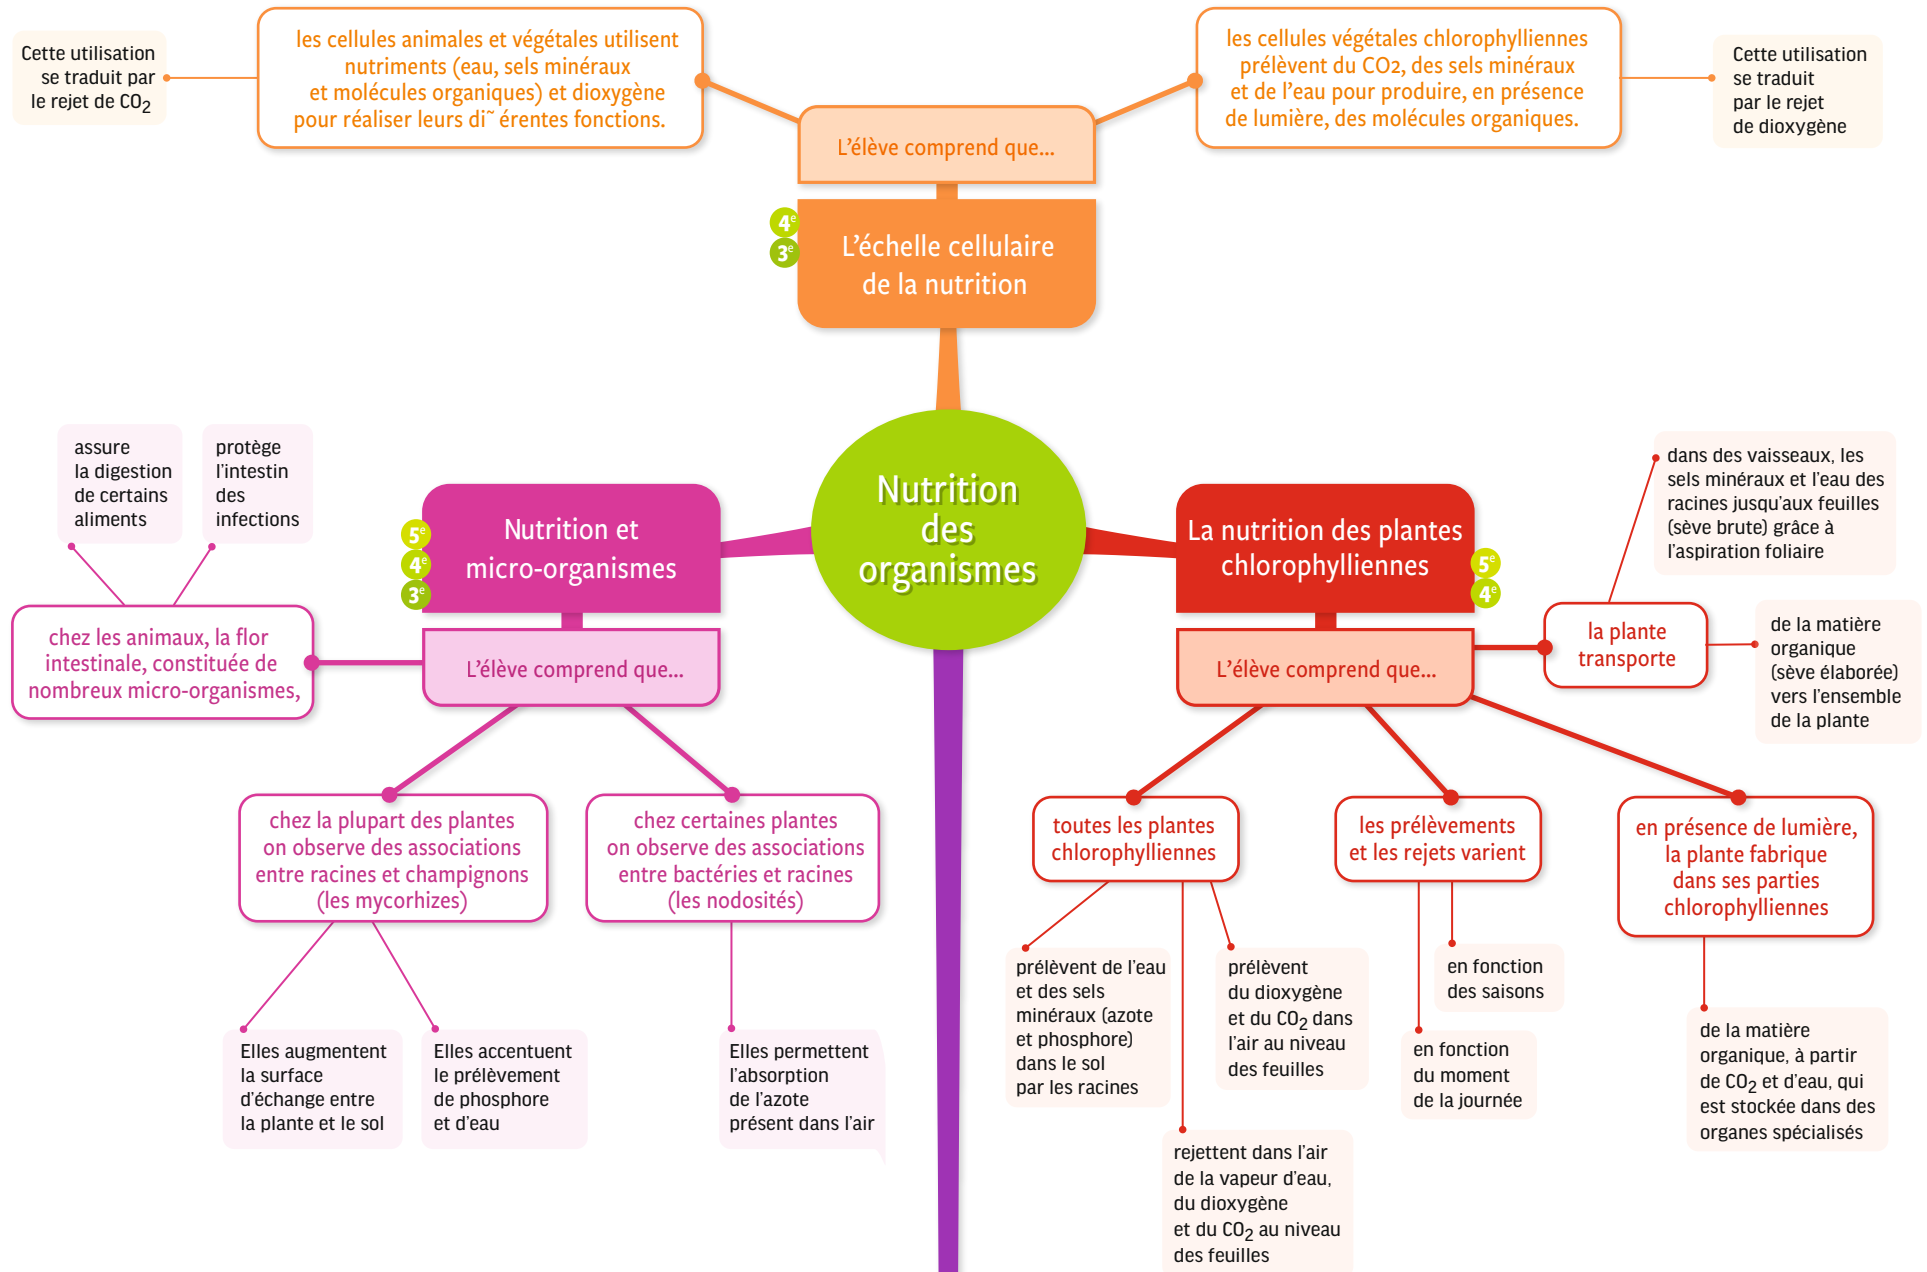 Cette utilisation
se traduit par
le rejet de CO2
les cellules animales et végétales utilisent
nutriments (eau, sels minéraux
et molécules organiques) et dioxygène
pour réaliser leurs di˜ érentes fonctions.
les cellules végétales chlorophylliennes
prélèvent du CO2, des sels minéraux
et de l'eau pour produire, en présence
de lumière, des molécules organiques.
Cette utilisation
se traduit
par le rejet
de dioxygène
L'élève comprend que...
4e
3e
L'échelle cellulaire
de la nutrition
Nutrition
des
organismes
assure
la digestion
de certains
aliments
protège
l'intestin
des
infections
5e
4e
3e
Nutrition et
micro-organismes
L'élève comprend que...
chez les animaux, la flor
intestinale, constituée de
nombreux micro-organismes,
chez la plupart des plantes
on observe des associations
entre racines et champignons
(les mycorhizes)
chez certaines plantes
on observe des associations
entre bactéries et racines
(les nodosités)
Elles augmentent
la surface
d'échange entre
la plante et le sol
Elles accentuent
le prélèvement
de phosphore
et d'eau
Elles permettent
l'absorption
de l'azote
présent dans l'air
La nutrition des plantes
chlorophylliennes
5e
4e
L'élève comprend que...
dans des vaisseaux, les
sels minéraux et l'eau des
racines jusqu'aux feuilles
(sève brute) grâce à
l'aspiration foliaire
la plante
transporte
de la matière
organique
(sève élaborée)
vers l'ensemble
de la plante
toutes les plantes
chlorophylliennes
les prélèvements
et les rejets varient
en présence de lumière,
la plante fabrique
dans ses parties
chlorophylliennes
prélèvent de l'eau
et des sels
minéraux (azote
et phosphore)
dans le sol
par les racines
prélèvent
du dioxygène
et du CO2 dans
l'air au niveau
des feuilles
rejettent dans l'air
de la vapeur d'eau,
du dioxygène
et du CO2 au niveau
des feuilles
en fonction
des saisons
en fonction
du moment
de la journée
de la matière
organique, à partir
de CO2 et d'eau, qui
est stockée dans des
organes spécialisés